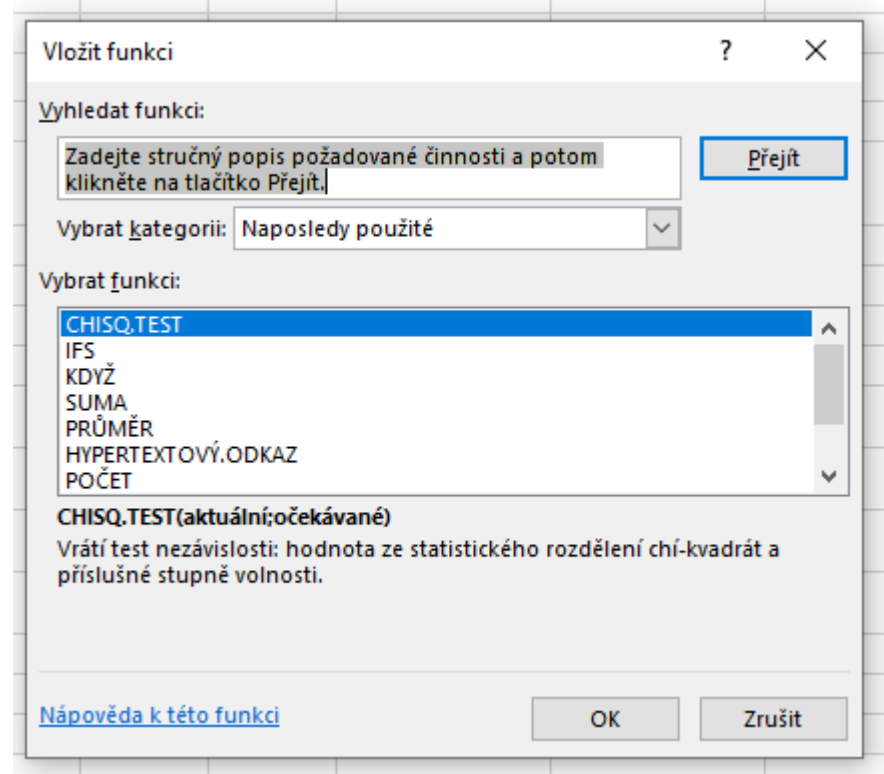 Vložit funkci
?
Vyhledat funkci:
Zadejte stručný popis požadované činnosti a potom
klikněte na tlačítko Přejít.
Přejít
Vybrat kategorii: Naposledy použité
Vybrat funkci:
CHISQ.TEST
IFS
KDYŽ
SUMA
PRŮMĚR
HYPERTEXTOVÝ.ODKAZ
POČET
CHISQ.TEST(aktuální;očekávané)
Vrátí test nezávislosti: hodnota ze statistického rozdělení chí-kvadrát a
příslušné stupně volnosti.
Nápověda k této funkci
OK
Zrušit